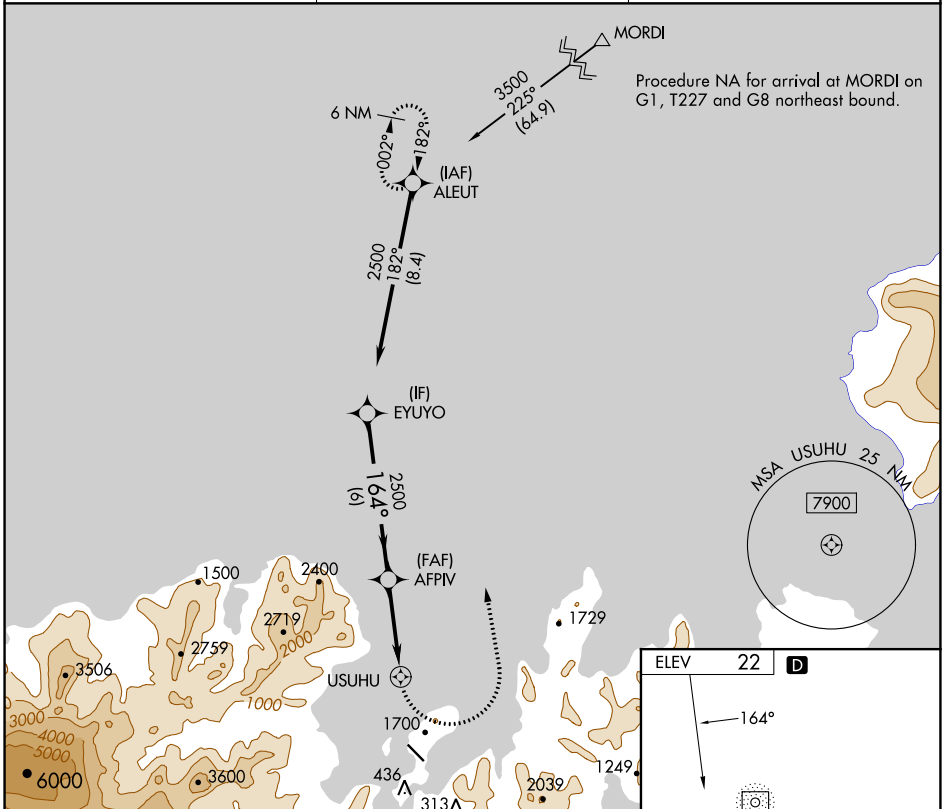 MORDI
3500
225°
(64.9)
Procedure NA for arrival at MORDI on
G1, T227 and G8 northeast bound.
6 NM
002°
182°
(IAF)
ALEUT
2500
182°
(8.4)
(IF)
EYUYO
2500
164°
(6)
MSA USUHU 25 NM
7900
(FAF)
AFPIV
1500
2400
2719
2000
2759
1729
3506
USUHU
1000
3000
4000
5000
6000
3600
1700
436
313
2039
1249
ELEV 22 D
164°